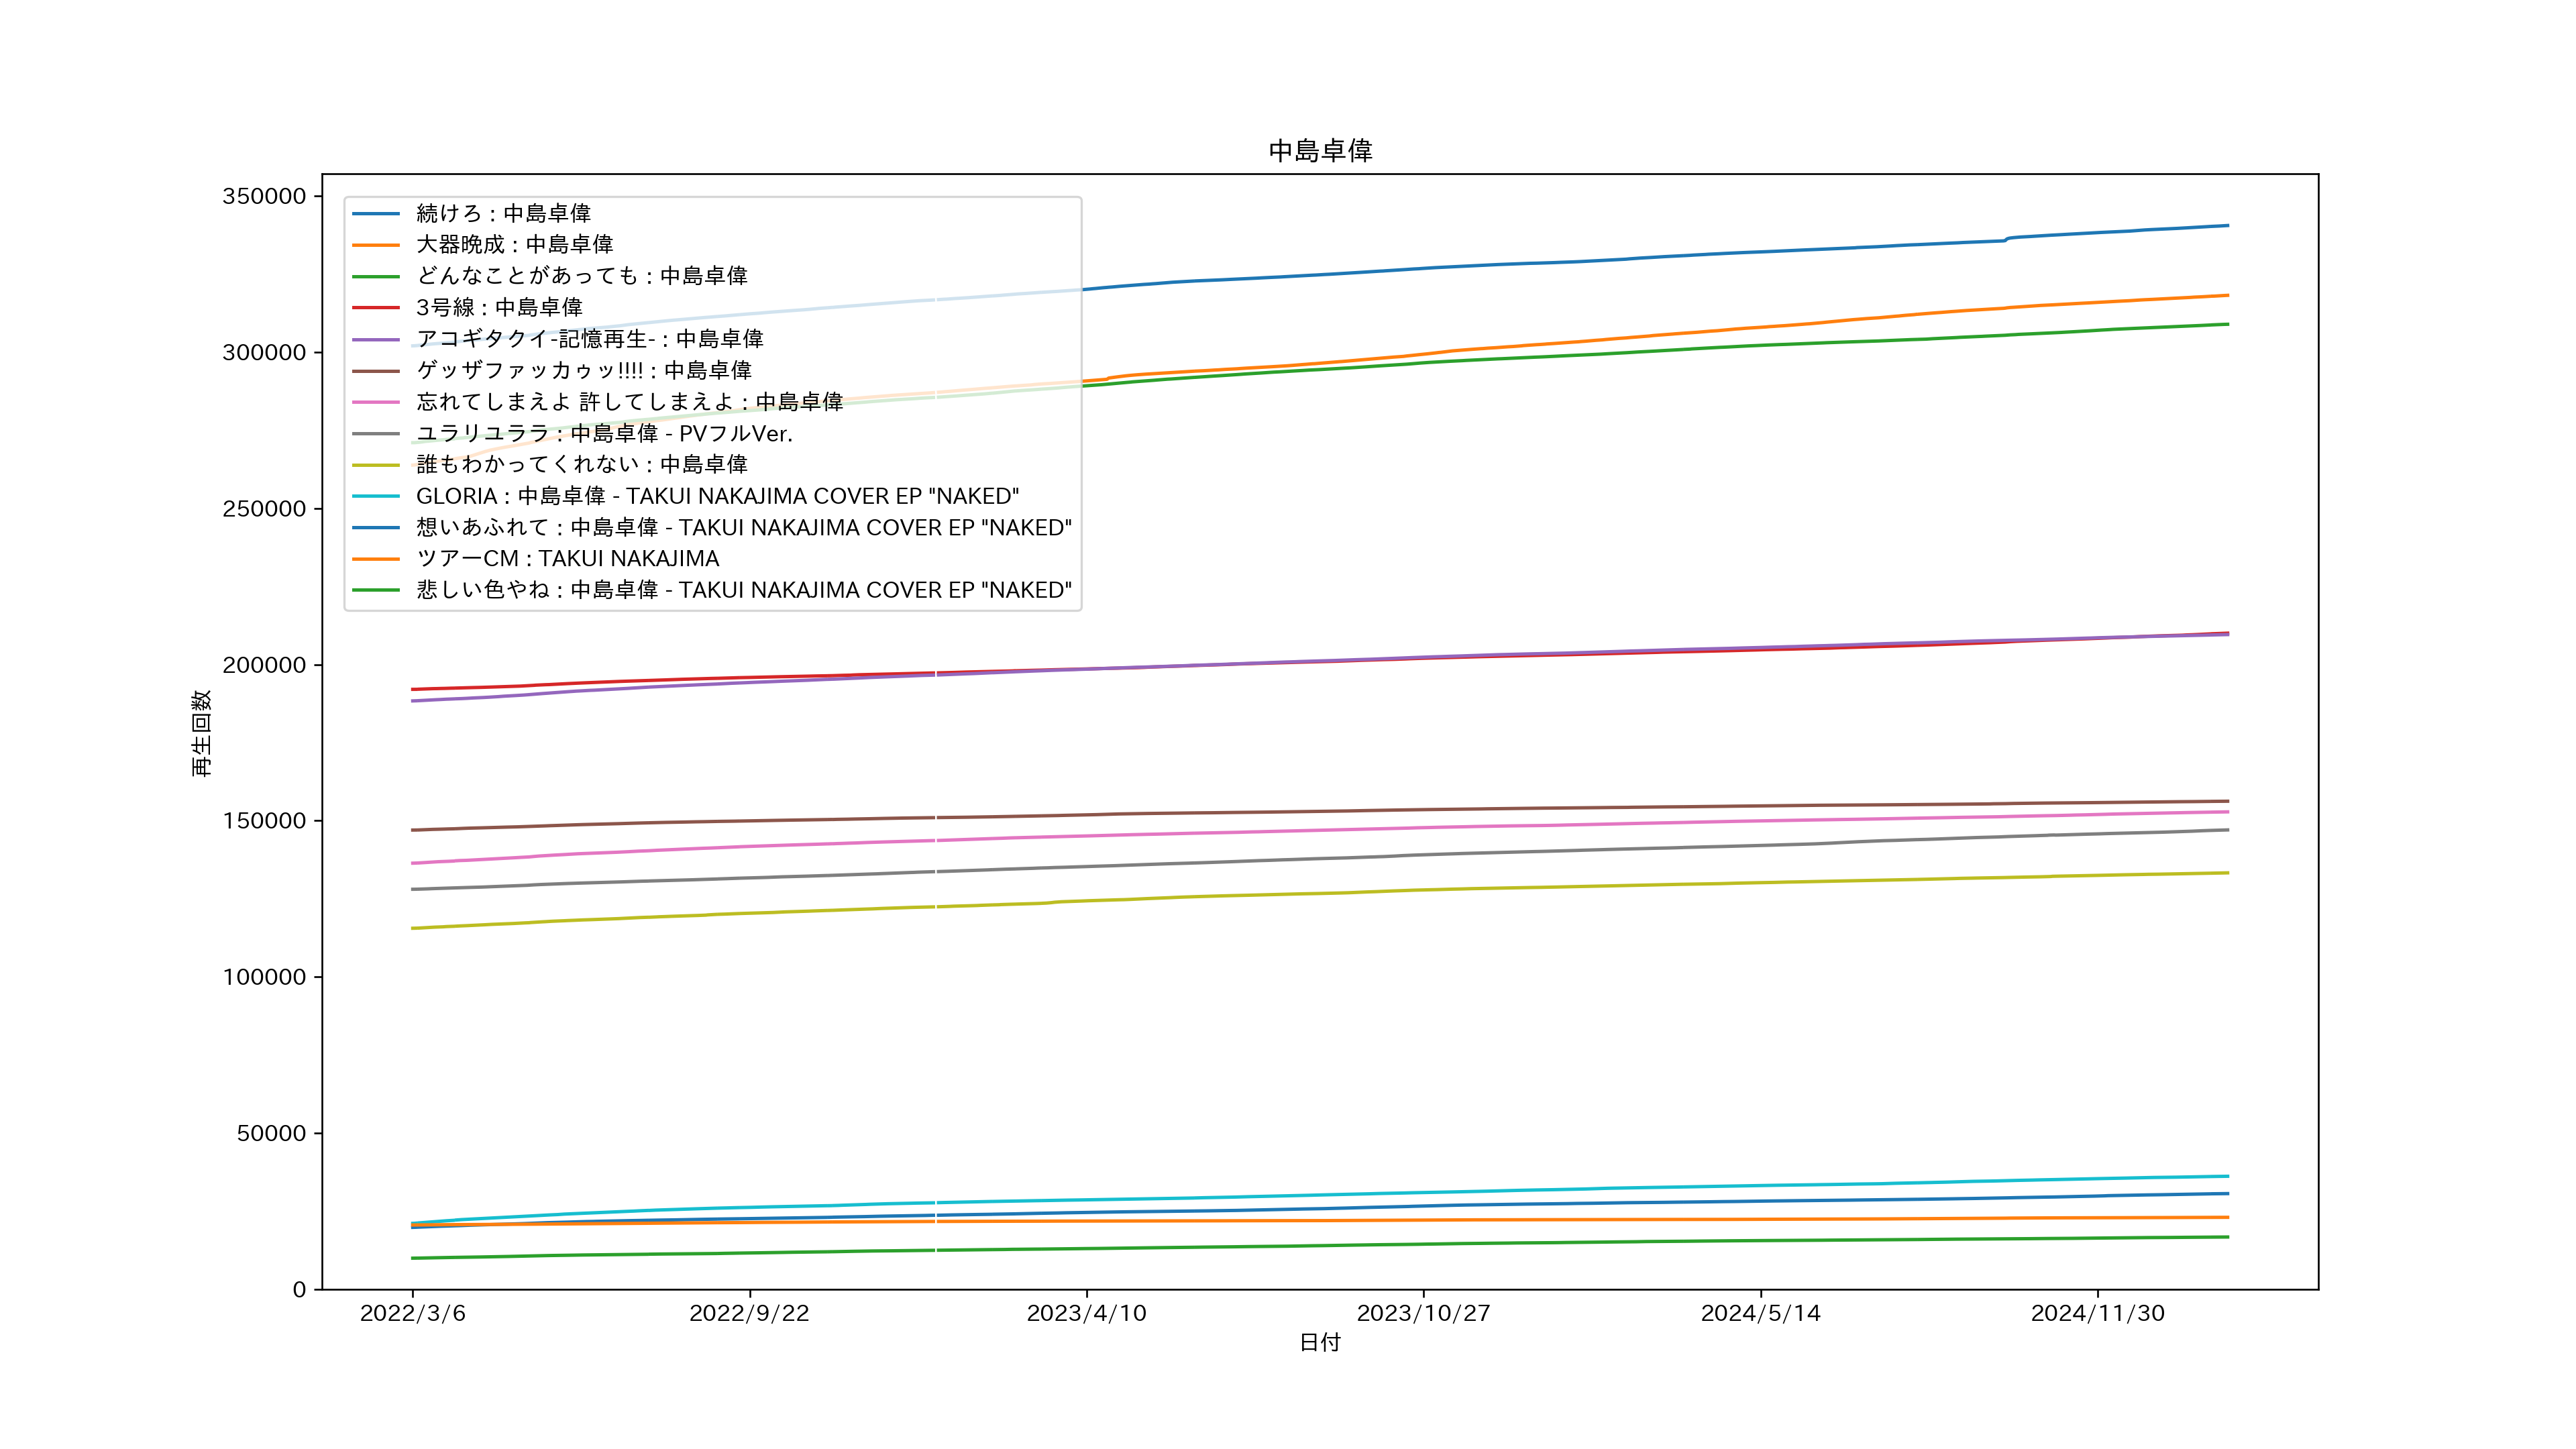 中島卓偉
350000
300000
250000
200000
150000
100000
50000
0
再生回数
続けろ : 中島卓偉
大器晩成 : 中島卓偉
どんなことがあっても : 中島卓偉
3号線 : 中島卓偉
アコギタクイ-記憶再生- : 中島卓偉
ゲッザファッカゥッ!!!! : 中島卓偉
忘れてしまえよ 許してしまえよ : 中島卓偉
ユラリユララ : 中島卓偉 - PVフルVer.
誰もわかってくれない : 中島卓偉
GLORIA : 中島卓偉 - TAKUI NAKAJIMA COVER EP "NAKED"
想いあふれて : 中島卓偉 - TAKUI NAKAJIMA COVER EP "NAKED"
ツアーCM : TAKUI NAKAJIMA
悲しい色やね : 中島卓偉 - TAKUI NAKAJIMA COVER EP "NAKED"
2022/3/6
2022/9/22
2023/4/10
2023/10/27
2024/5/14
2024/11/30
日付